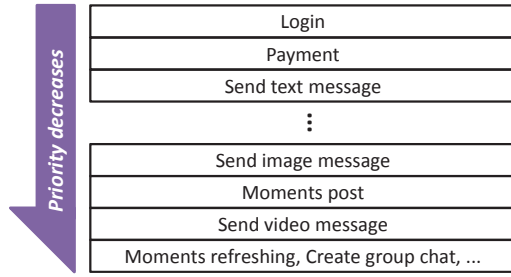 Priority decreases
Login
Payment
Send text message
⋮
Send image message
Moments post
Send video message
Moments refreshing, Create group chat, ...